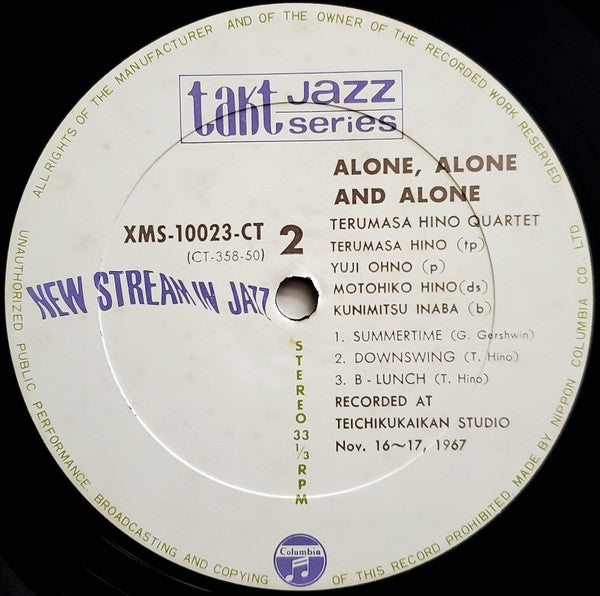 ALL RIGHTS OF THE MANUFACTURER AND OF THE OWNER OF THE RECORDED WORK RESERVED
UNAUTHORIZED PUBLIC PERFORMANCE. BROADCASTING AND COPYING OF THIS RECORD PROHIBITED MADE BY NIPPON COLUMBIA CO., LTD.
takt jazz
series
ALONE, ALONE
AND ALONE
TERUMASA HINO QUARTET
TERUMASA HINO (tp)
YUJI OHNO (p)
MOTOHIKO HINO(ds)
KUNIMITSU INABA (b)
XMS-10023-CT 2
(CT-358-50)
NEW STREAM IN JAZZ
1. SUMMERTIME (G. Gershwin)
2. DOWNSWING (T. Hino)
3. B - LUNCH (T. Hino)
RECORDED AT
TEICHIKUKAIKAN STUDIO
Nov. 16~17, 1967
STEREO 33 1/3 RPM
Columbia